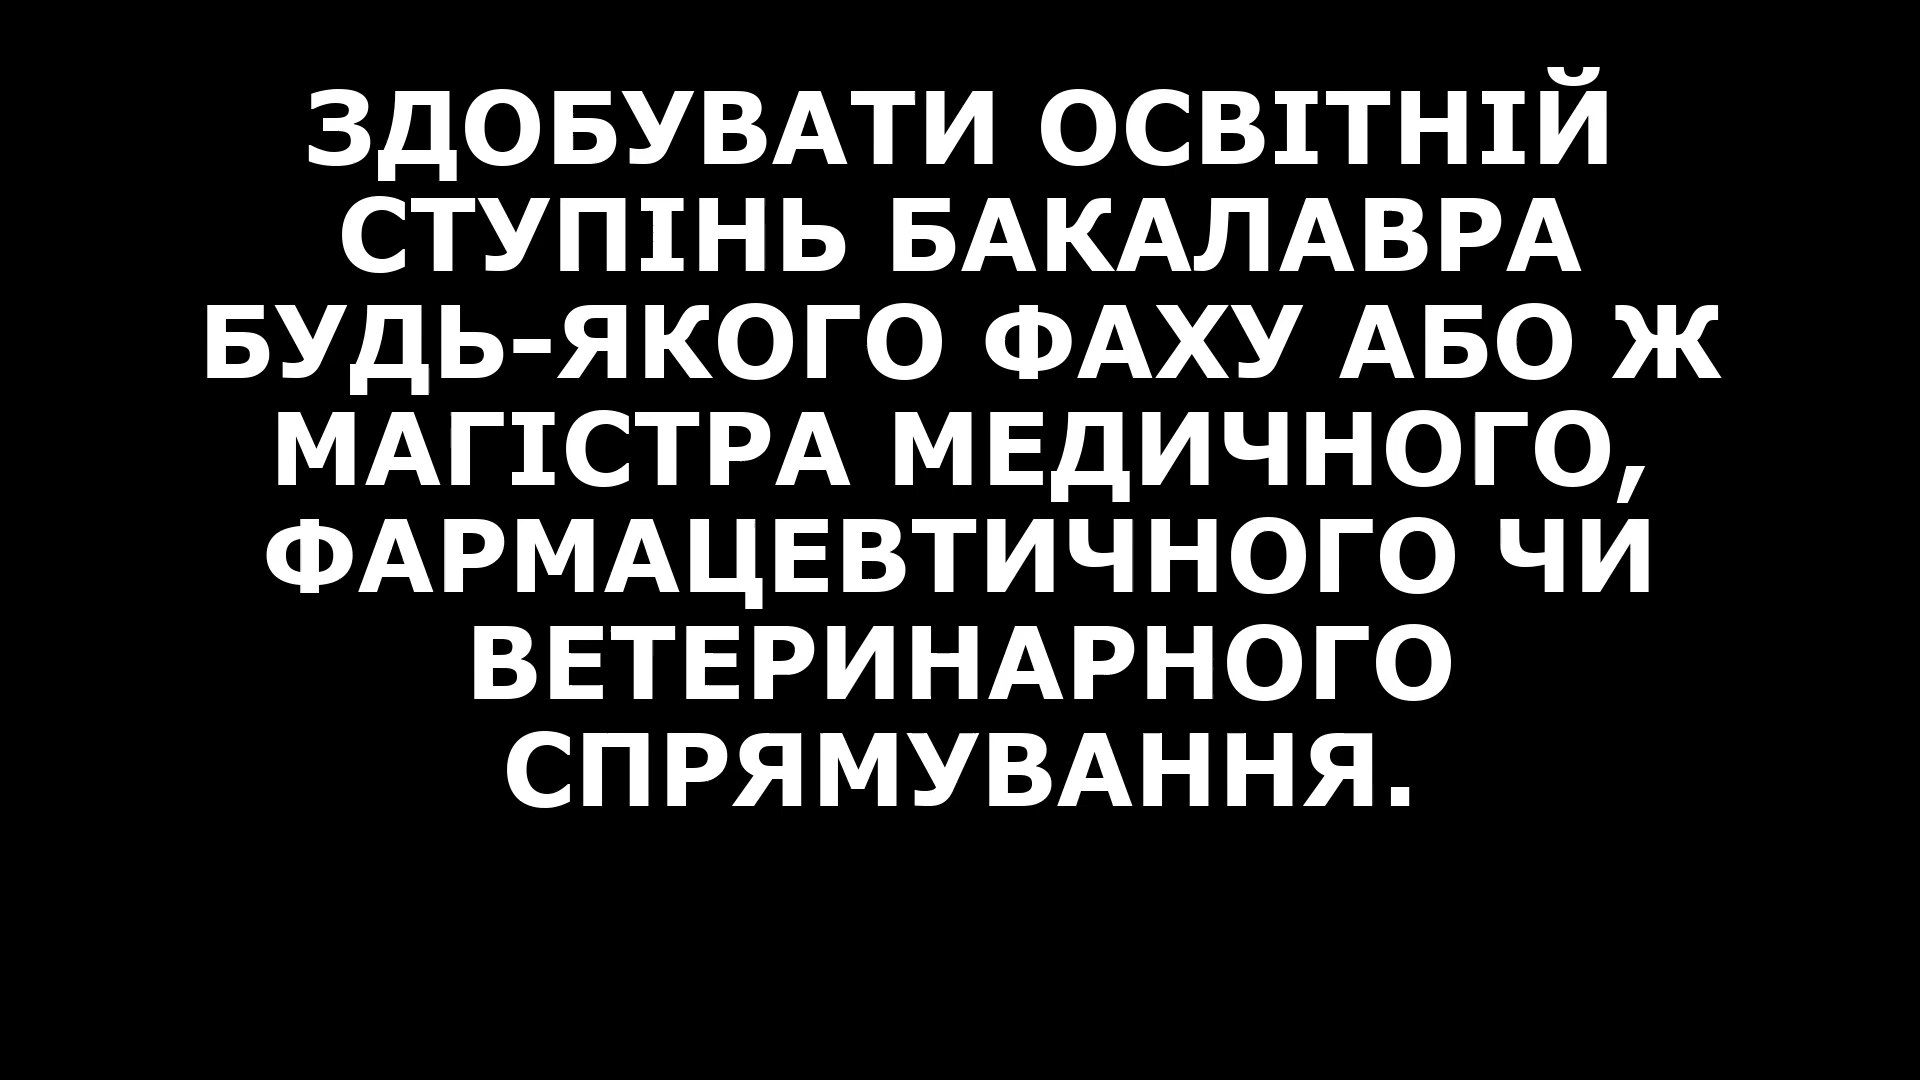 ЗДОБУВАТИ ОСВІТНІЙ
СТУПІНЬ БАКАЛАВРА
БУДЬ-ЯКОГО ФАХУ АБО Ж
МАГІСТРА МЕДИЧНОГО,
ФАРМАЦЕВТИЧНОГО ЧИ
ВЕТЕРИНАРНОГО
СПРЯМУВАННЯ.